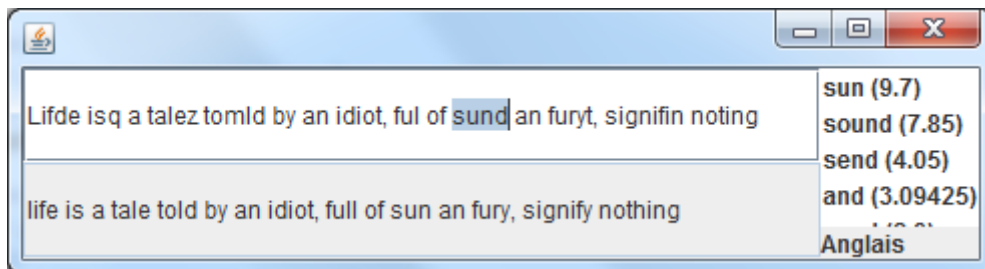 Lifde isq a talez tomld by an idiot, ful of sund an furyt, signifin noting
life is a tale told by an idiot, full of sun an fury, signify nothing
sun (9.7)
sound (7.85)
send (4.05)
and (3.09425)
Anglais